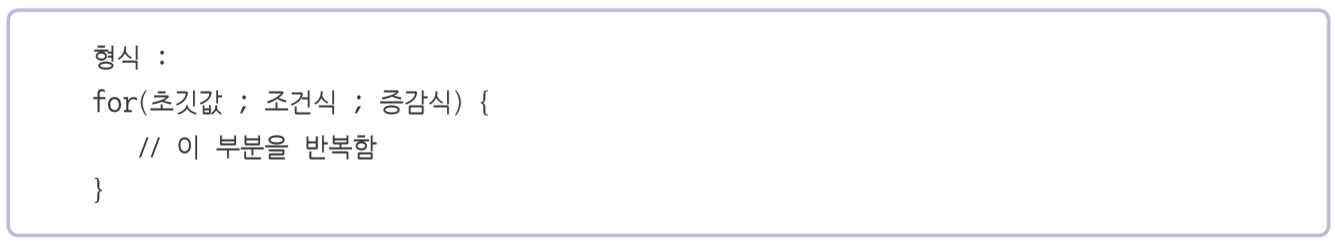 형식 :
for(초깃값 ; 조건식 ; 증감식) {
   // 이 부분을 반복함
}